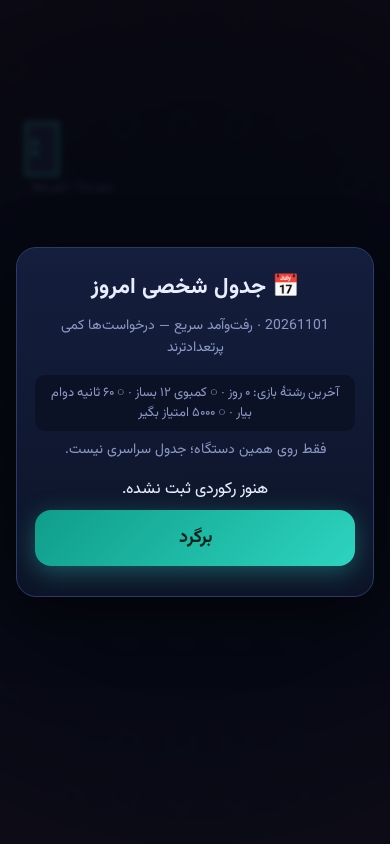 📅 جدول شخصی امروز
20261101 · رفت‌وآمد سریع — درخواست‌ها کمی
پرتعدادترند
آخرین رشتهٔ بازی: ۰ روز · ○ کمبوی ۱۲ بساز · ○ ۶۰ ثانیه دوام
بیار · ○ ۵۰۰۰ امتیاز بگیر
فقط روی همین دستگاه؛ جدول سراسری نیست.
هنوز رکوردی ثبت نشده.
برگرد